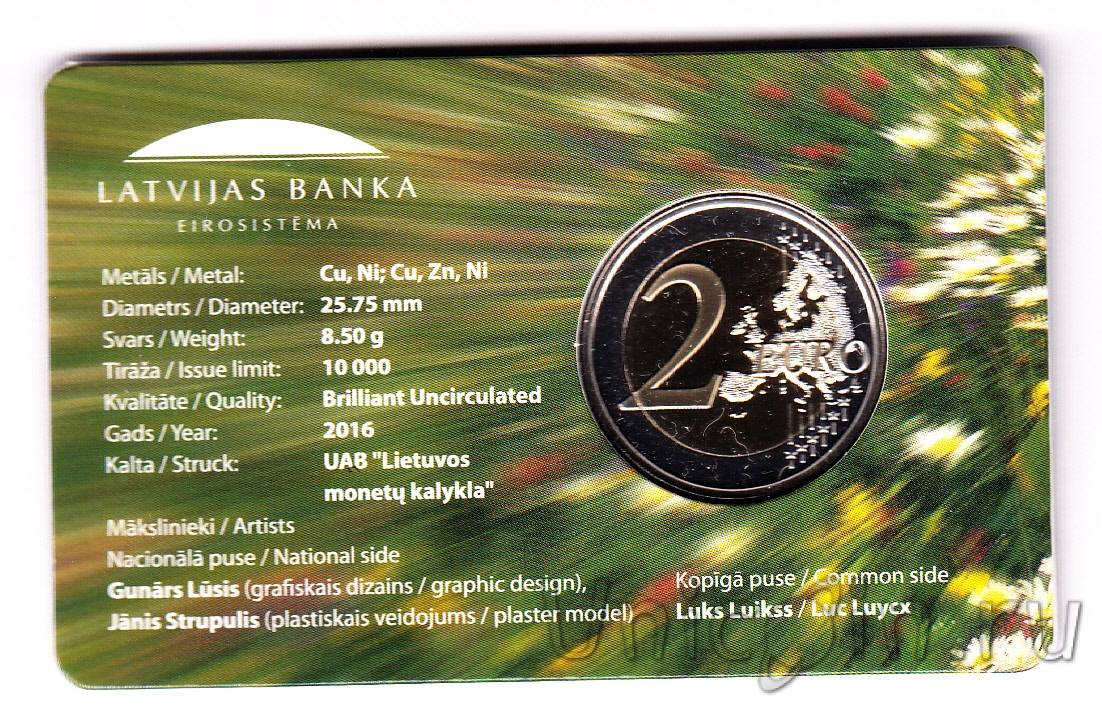 LATVIJAS BANKA
EIROSISTĒMA
Metāls / Metal: Cu, Ni; Cu, Zn, Ni
Diametrs / Diameter: 25.75 mm
Svars / Weight: 8.50 g
Tirāža / Issue limit: 10 000
Kvalitāte / Quality: Brilliant Uncirculated
Gads / Year: 2016
Kalta / Struck: UAB "Lietuvos
monetų kalykla"
Mākslinieki / Artists
Nacionālā puse / National side
Gunārs Lūsis (grafiskais dizains / graphic design),
Jānis Strupulis (plastiskais veidojums / plaster model)
2 EURO
Kopīgā puse / Common side
Luks Luikss / Luc Luycx
Unicoin.ru